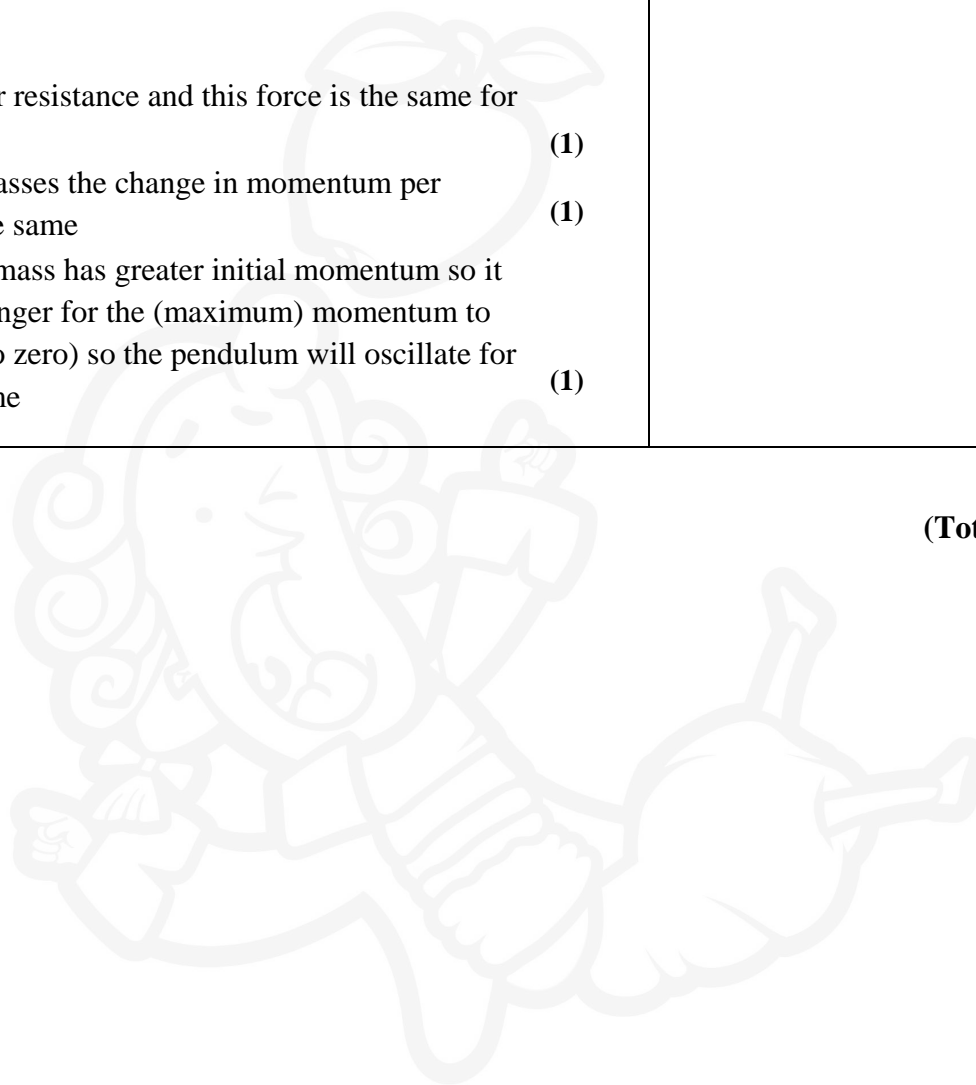 r resistance and this force is the same for
(1)
asses the change in momentum per
(1)
e same
mass has greater initial momentum so it
nger for the (maximum) momentum to
o zero) so the pendulum will oscillate for
(1)
ne
(Tot